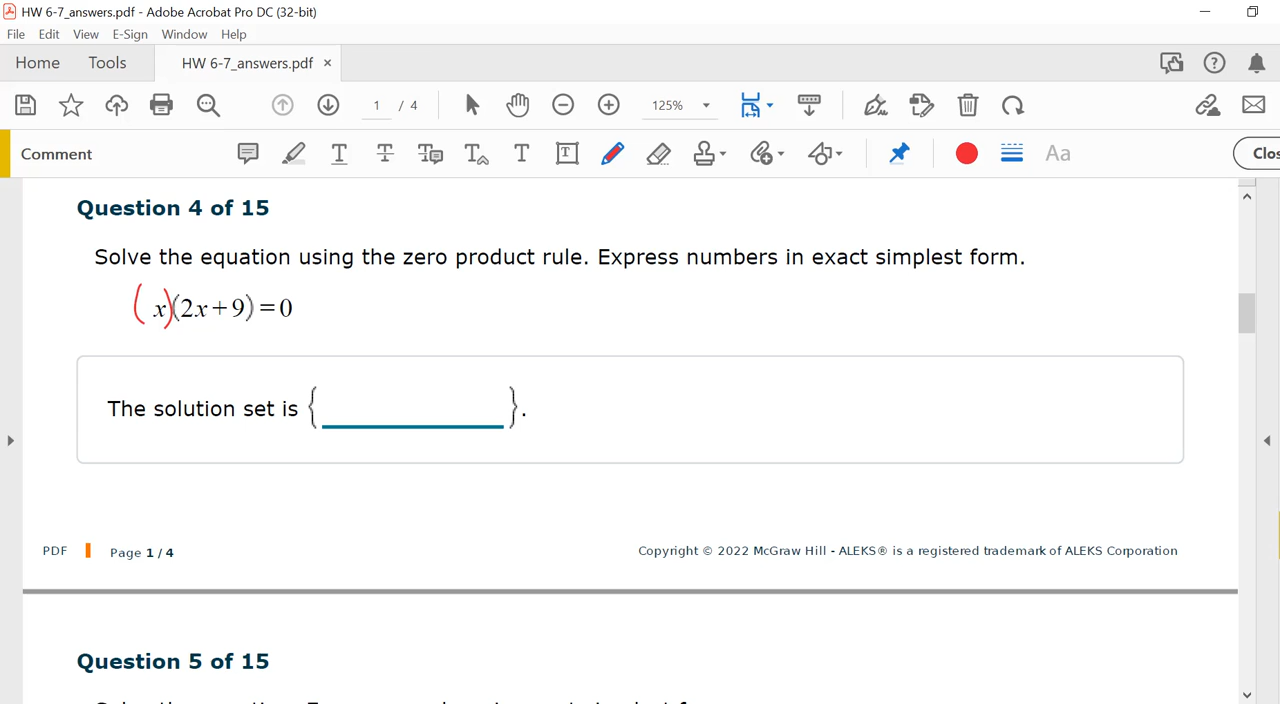 HW 6-7_answers.pdf - Adobe Acrobat Pro DC (32-bit)
File Edit View E-Sign Window Help
Home Tools HW 6-7_answers.pdf ×
1 / 4 125%
Comment T T T T T T Aa Clos
Question 4 of 15
Solve the equation using the zero product rule. Express numbers in exact simplest form.
( x)(2x+9)=0
The solution set is { }.
PDF Page 1 / 4 Copyright © 2022 McGraw Hill - ALEKS® is a registered trademark of ALEKS Corporation
Question 5 of 15